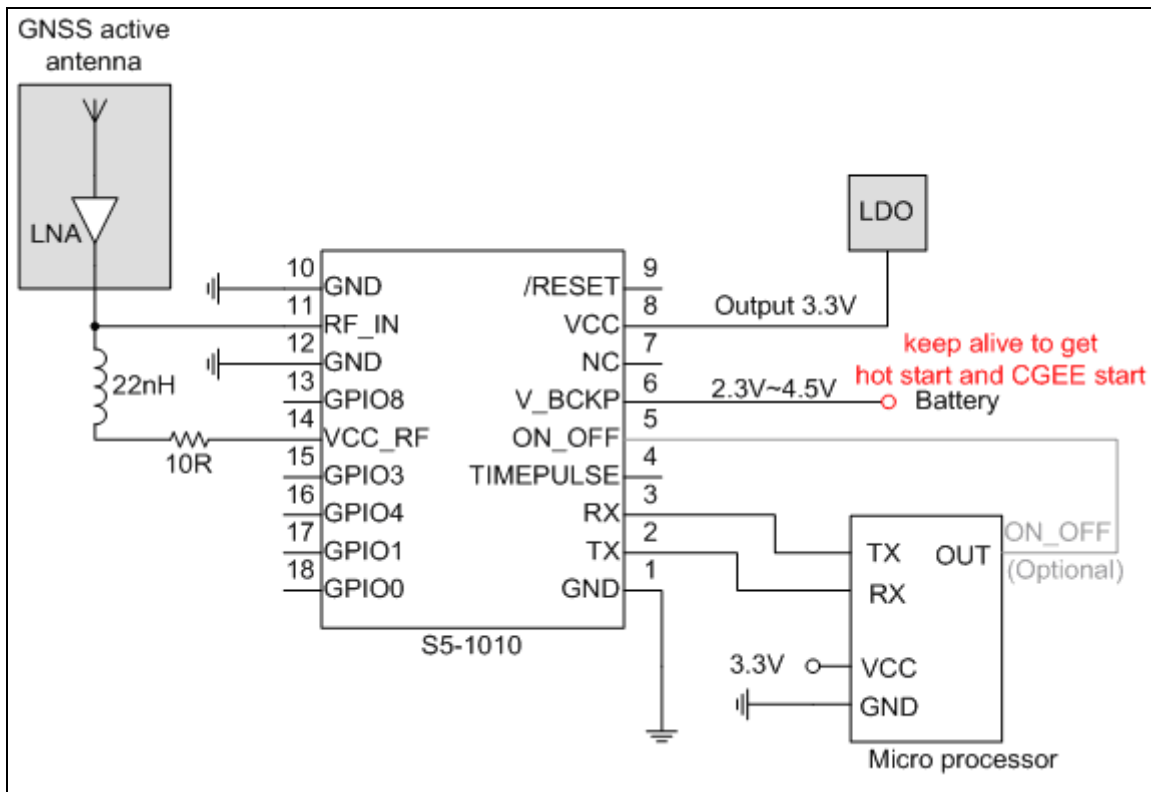 GNSS active
antenna
LNA
22nH
10R
10
GND
11
RF_IN
12
GND
13
GPIO8
14
VCC_RF
15
GPIO3
16
GPIO4
17
GPIO1
18
GPIO0
/RESET
9
VCC
8
NC
7
V_BCKP
6
ON_OFF
5
TIMEPULSE
4
RX
3
TX
2
GND
1
S5-1010
LDO
Output 3.3V
keep alive to get
hot start and CGEE start
2.3V~4.5V
Battery
TX
OUT
RX
ON_OFF
(Optional)
3.3V
VCC
GND
Micro processor